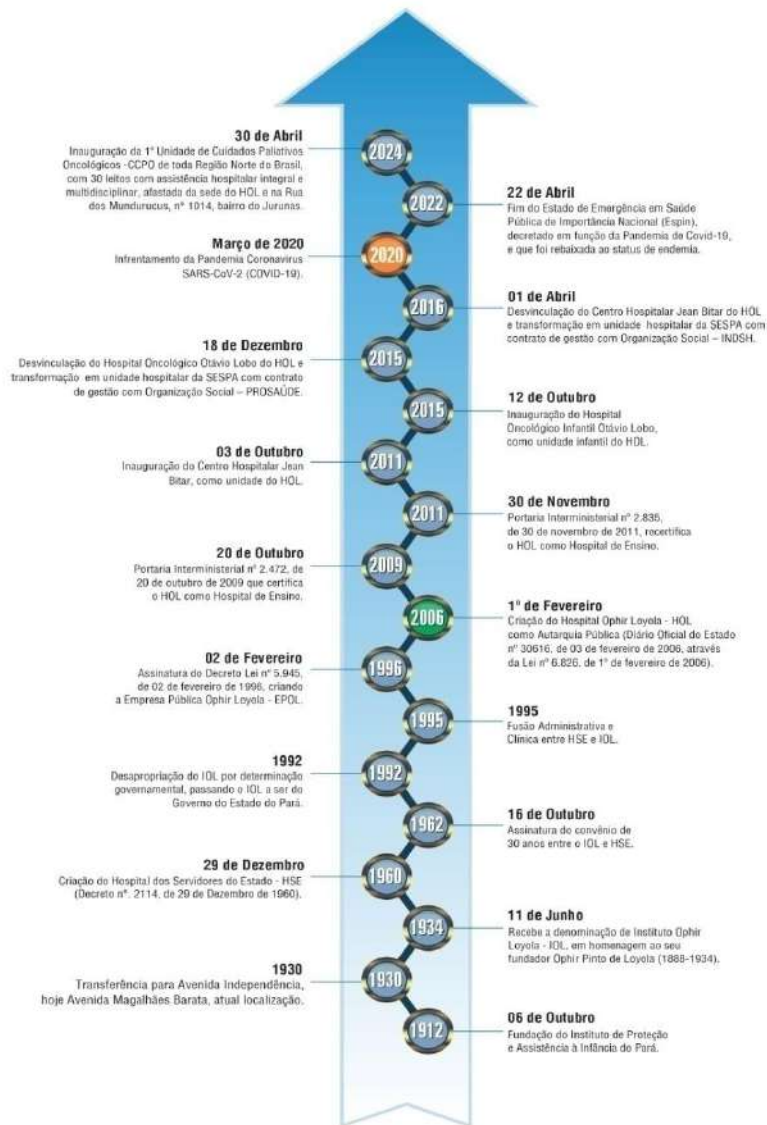 30 de Abril
Inauguração da 1ª Unidade de Cuidados Paliativos
Oncológicos -CCPO de toda Região Norte do Brasil,
com 30 leitos com assistência hospitalar integral e
multidisciplinar, afastada da sede do HOL e na Rua
dos Mundurucus, nº 1014, bairro do Jurunas.
2024
2022
22 de Abril
Fim do Estado de Emergência em Saúde
Pública de Importância Nacional (Espin),
decretado em função da Pandemia de Covid-19,
e que foi rebaixada ao status de endemia.
Março de 2020
Infrentamento da Pandemia Coronavirus
SARS-CoV-2 (COVID-19).
2020
2016
01 de Abril
Desvinculação do Centro Hospitalar Jean Bitar do HOL
e transformação em unidade hospitalar da SESPA com
contrato de gestão com Organização Social – INDSH.
18 de Dezembro
Desvinculação do Hospital Oncológico Otávio Lobo do HOL e
transformação em unidade hospitalar da SESPA com contrato
de gestão com Organização Social – PROSAÚDE.
2015
2015
12 de Outubro
Inauguração do Hospital
Oncológico Infantil Otávio Lobo,
como unidade infantil do HOL.
03 de Outubro
Inauguração do Centro Hospitalar Jean
Bitar, como unidade do HOL.
2011
2011
30 de Novembro
Portaria Interministerial nº 2.835,
de 30 de novembro de 2011, recertifica
o HOL como Hospital de Ensino.
20 de Outubro
Portaria Interministerial nº 2.472, de
20 de outubro de 2009 que certifica
o HOL como Hospital de Ensino.
2009
2006
1º de Fevereiro
Criação do Hospital Ophir Loyola - HOL
como Autarquia Pública (Diário Oficial do Estado
nº 30616, de 03 de fevereiro de 2006, através
da Lei nº 6.826, de 1º de fevereiro de 2006).
02 de Fevereiro
Assinatura do Decreto Lei nº 5.945,
de 02 de fevereiro de 1996, criando
a Empresa Pública Ophir Loyola - EPOL.
1996
1995
1995
Fusão Administrativa e
Clínica entre HSE e IOL.
1992
Desapropriação do IOL por determinação
governamental, passando o IOL a ser do
Governo do Estado do Pará.
1992
1962
16 de Outubro
Assinatura do convênio de
30 anos entre o IOL e HSE.
29 de Dezembro
Criação do Hospital dos Servidores do Estado - HSE
(Decreto nº. 2114, de 29 de Dezembro de 1960).
1960
1934
11 de Junho
Recebe a denominação de Instituto Ophir
Loyola - IOL, em homenagem ao seu
fundador Ophir Pinto de Loyola (1888-1934).
1930
Transferência para Avenida Independência,
hoje Avenida Magalhães Barata, atual localização.
1930
1912
06 de Outubro
Fundação do Instituto de Proteção
e Assistência à Infância do Pará.